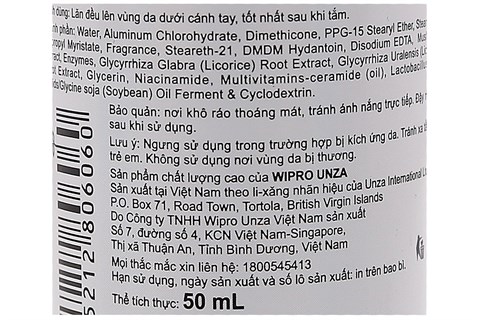 dùng: Lăn đều lên vùng da dưới cánh tay, tốt nhất sau khi tắm.
phần: Water, Aluminum Chlorohydrate, Dimethicone, PPG-15 Stearyl Ether,
Myristate, Fragrance, Steareth-21, DMDM Hydantoin, Disodium EDTA,
Enzymes, Glycyrrhiza Glabra (Licorice) Root Extract, Glycyrrhiza Uralensis
Extract, Glycerin, Niacinamide, Multivitamins-ceramide (oil),
Glycine soja (Soybean) Oil Ferment & Cyclodextrin.
Bảo quản: nơi khô ráo thoáng mát, tránh ánh nắng trực tiếp. Đậy
sau khi sử dụng.
Lưu ý: Ngưng sử dụng trong trường hợp bị kích ứng da. Tránh xa
trẻ em. Không sử dụng nơi vùng da bị thương.
Sản phẩm chất lượng cao của WIPRO UNZA
Sản xuất tại Việt Nam theo li-xăng nhãn hiệu của Unza International
P.O. Box 71, Road Town, Tortola, British Virgin Islands
Do Công ty TNHH Wipro Unza Việt Nam sản xuất
Số 7, đường số 4, KCN Việt Nam-Singapore,
Thị xã Thuận An, Tỉnh Bình Dương, Việt Nam
Mọi thắc mắc xin liên hệ: 1800545413
Hạn sử dụng, ngày sản xuất và số lô sản xuất: in trên bao bì.
Thể tích thực: 50 mL
5212806060